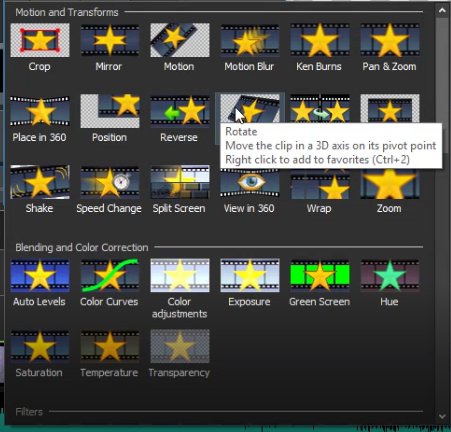 Motion and Transforms
Crop
Mirror
Motion
Motion Blur
Ken Burns
Pan & Zoom
Place in 360
Position
Reverse
Rotate
Move the clip in a 3D axis on its pivot point
Right click to add to favorites (Ctrl+2)
Shake
Speed Change
Split Screen
View in 360
Wrap
Zoom
Blending and Color Correction
Auto Levels
Color Curves
Color
adjustments
Exposure
Green Screen
Hue
Saturation
Temperature
Transparency
Filters